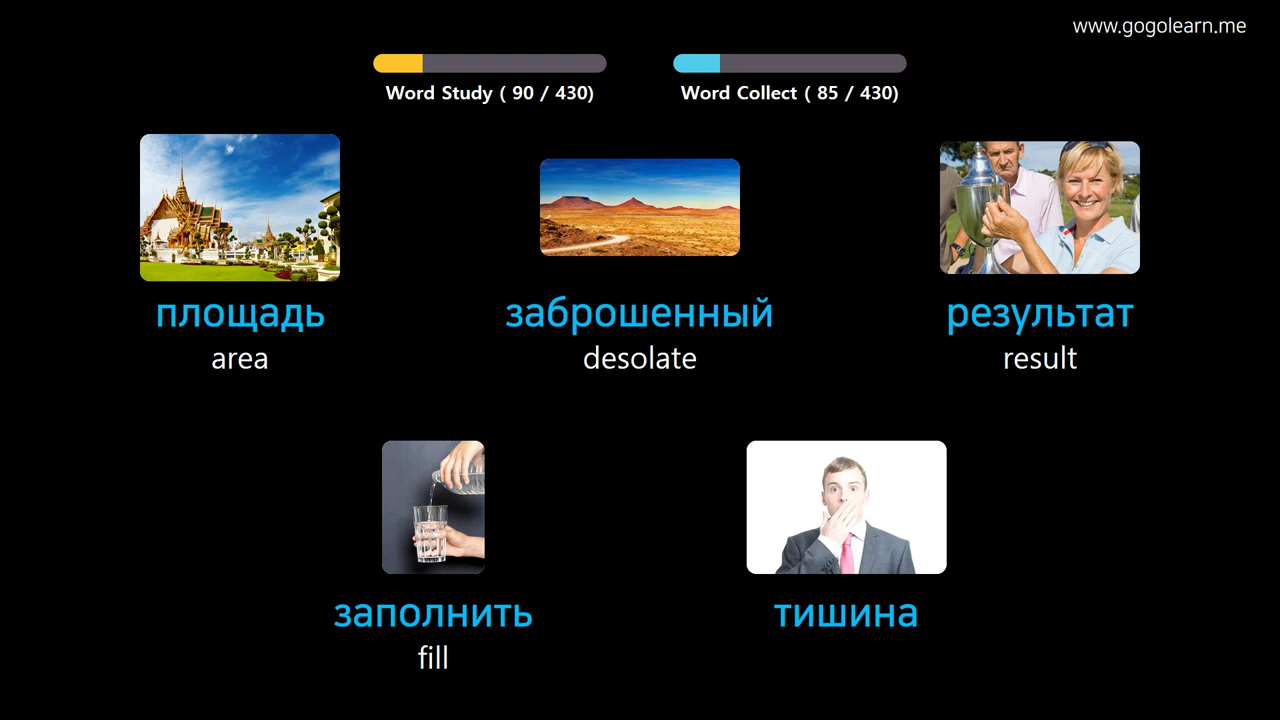 www.gogolearn.me
Word Study ( 90 / 430)
Word Collect ( 85 / 430)
площадь
area
заброшенный
desolate
результат
result
заполнить
fill
тишина